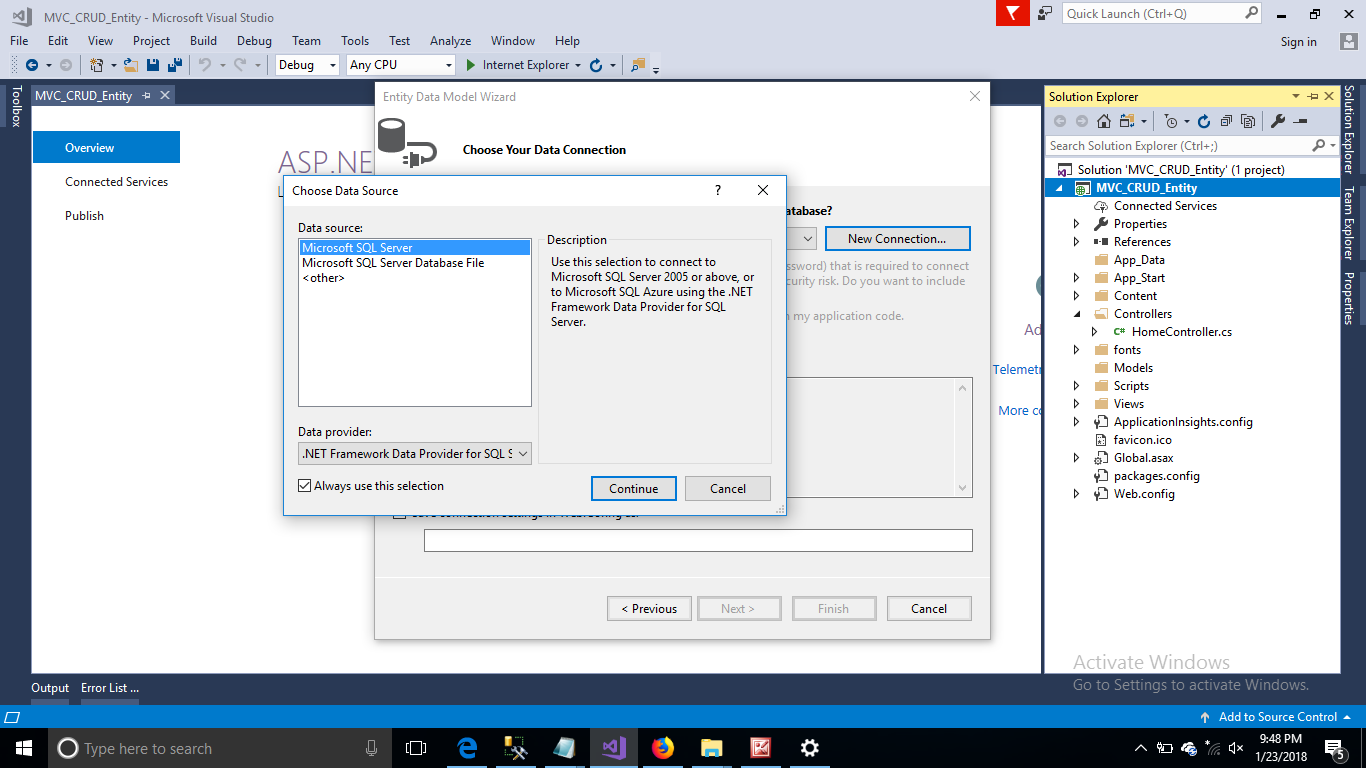 MVC_CRUD_Entity - Microsoft Visual Studio
Quick Launch (Ctrl+Q)
File Edit View Project Build Debug Team Tools Test Analyze Window Help
Sign in
Debug Any CPU Internet Explorer
Toolbox
MVC_CRUD_Entity
Overview
Connected Services
Publish
ASP.NE
Entity Data Model Wizard
Choose Your Data Connection
atabase?
New Connection...
ssword) that is required to connect
curity risk. Do you want to include
n my application code.
Choose Data Source
?
Data source:
Microsoft SQL Server
Microsoft SQL Server Database File
<other>
Description
Use this selection to connect to
Microsoft SQL Server 2005 or above, or
to Microsoft SQL Azure using the .NET
Framework Data Provider for SQL
Server.
Data provider:
.NET Framework Data Provider for SQL S
Always use this selection
Continue Cancel
< Previous Next > Finish Cancel
Ad
Telemetr
More co
Solution Explorer
Search Solution Explorer (Ctrl+;)
Solution 'MVC_CRUD_Entity' (1 project)
MVC_CRUD_Entity
Connected Services
Properties
References
App_Data
App_Start
Content
Controllers
C# HomeController.cs
fonts
Models
Scripts
Views
ApplicationInsights.config
favicon.ico
Global.asax
packages.config
Web.config
Solution Explorer
Team Explorer
Properties
Activate Windows
Go to Settings to activate Windows.
Output Error List ...
Add to Source Control
Type here to search
9:48 PM
1/23/2018
5